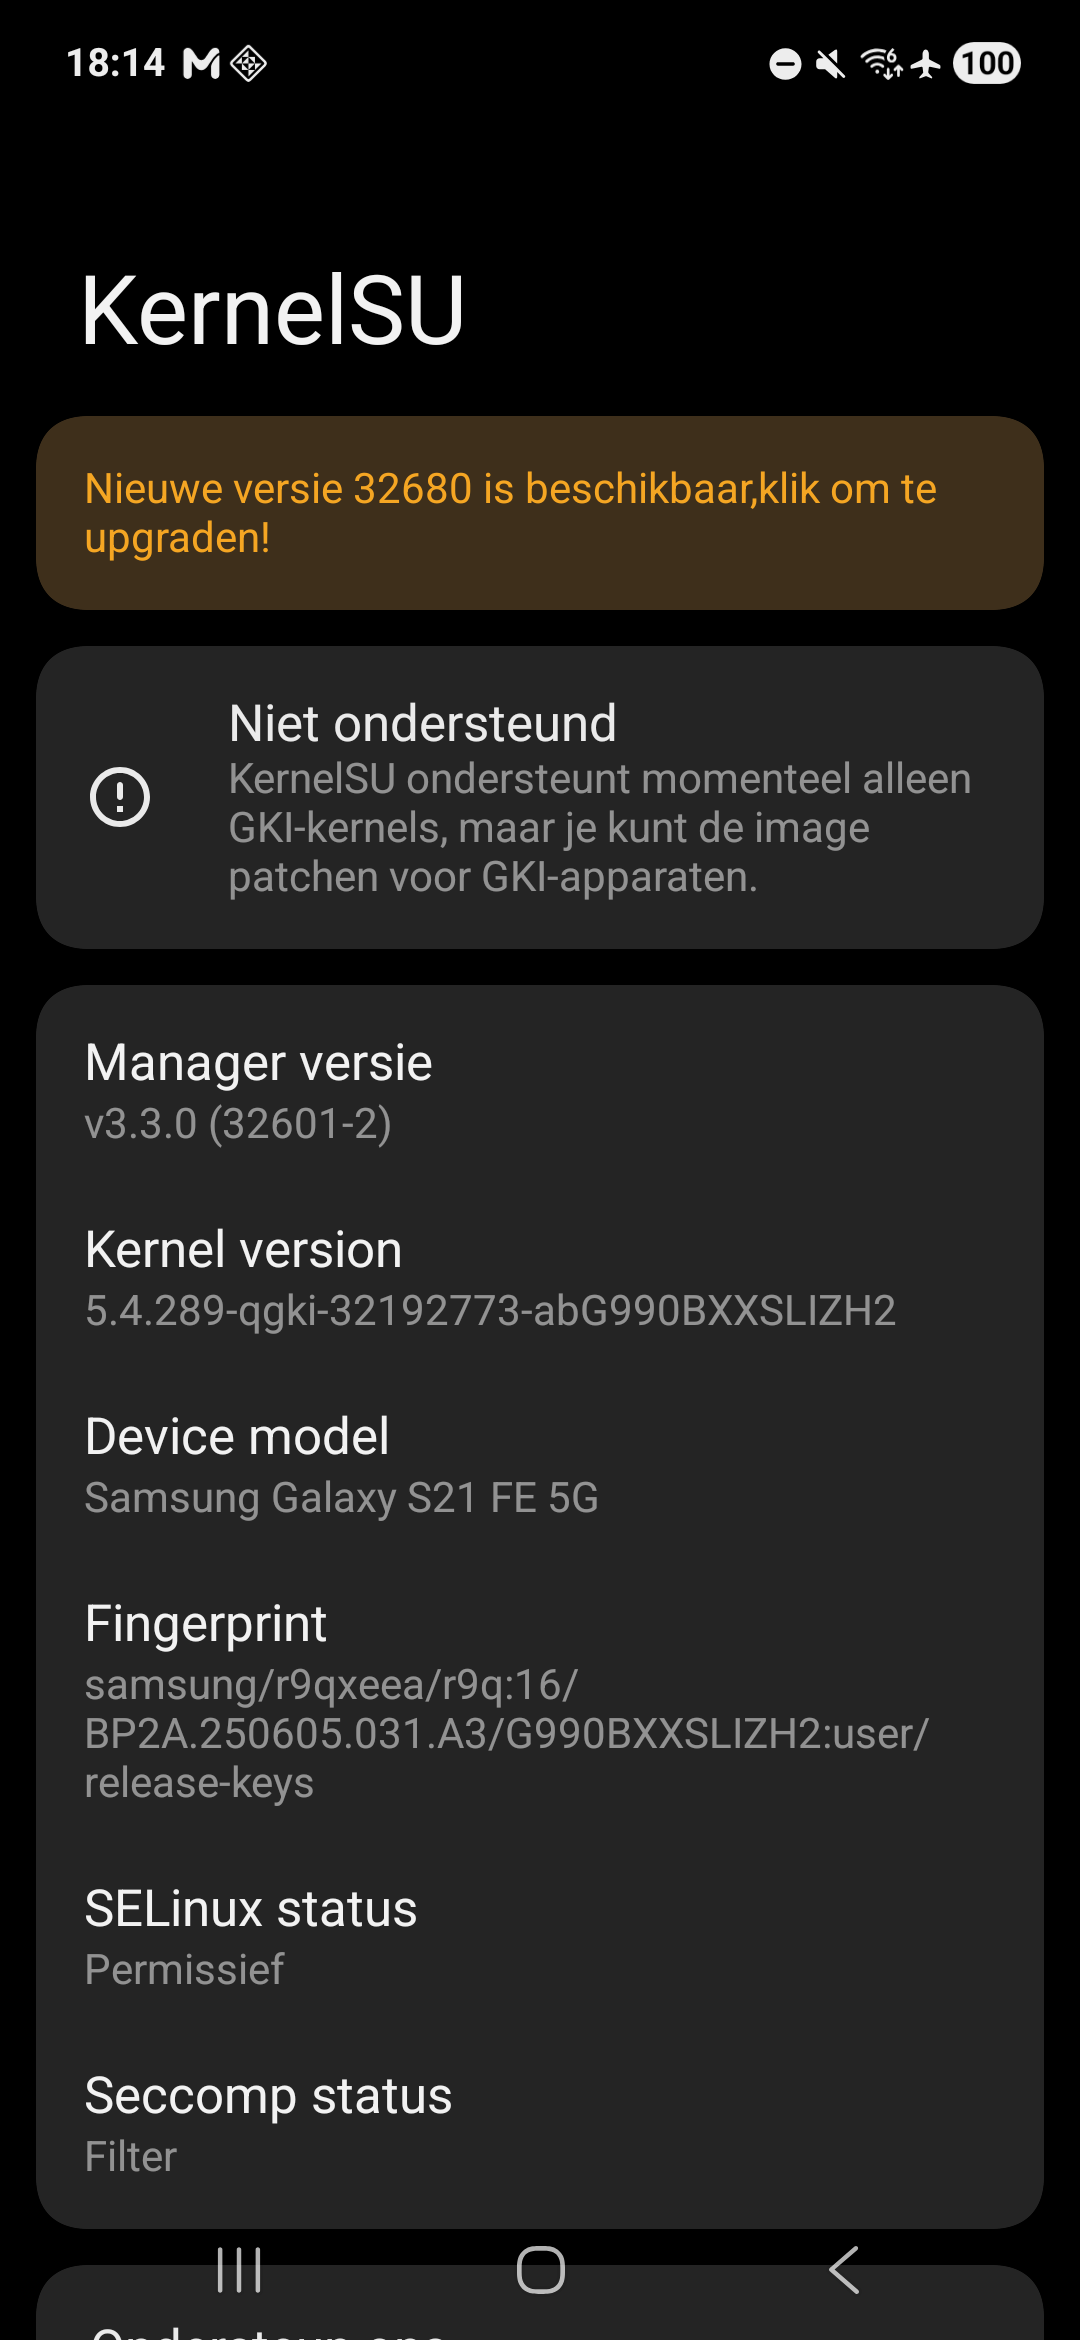 18:14
100
KernelSU
Nieuwe versie 32680 is beschikbaar,klik om te
upgraden!
Niet ondersteund
KernelSU ondersteunt momenteel alleen
GKI-kernels, maar je kunt de image
patchen voor GKI-apparaten.
Manager versie
v3.3.0 (32601-2)
Kernel version
5.4.289-qgki-32192773-abG990BXXSLIZH2
Device model
Samsung Galaxy S21 FE 5G
Fingerprint
samsung/r9qxeea/r9q:16/
BP2A.250605.031.A3/G990BXXSLIZH2:user/
release-keys
SELinux status
Permissief
Seccomp status
Filter